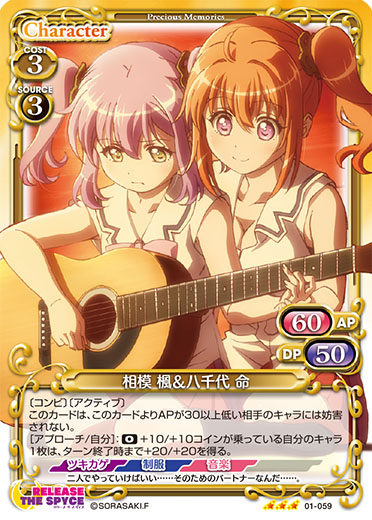 Precious Memories
Character
COST
3
SOURCE
3
60 AP
DP 50
相模 楓&八千代 命
[コンビ] [アクティブ]
このカードは、このカードよりAPが30以上低い相手のキャラには妨害
されない。
[アプローチ/自分]:+10/+10コインが乗っている自分のキャラ
1枚は、ターン終了時まで+20/+20を得る。
ツキカゲ 制服 音楽
二人でやっていけばいい……そのためのパートナーなんだ……。
RELEASE
THE SPYCE
©SORASAKI.F
01-059